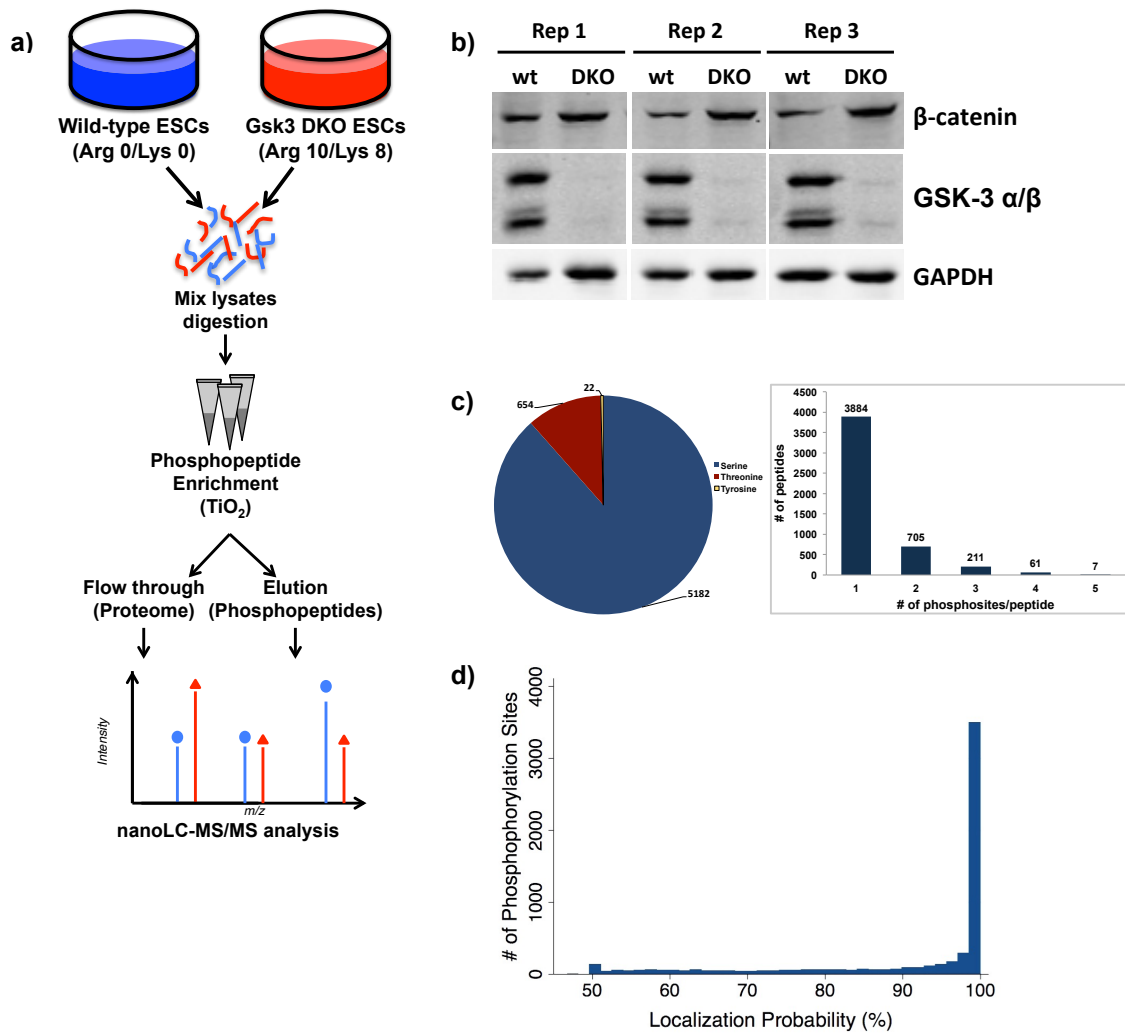 a)
Wild-type ESCs
(Arg 0/Lys 0)
Gsk3 DKO ESCs
(Arg 10/Lys 8)
Mix lysates
digestion
Phosphopeptide
Enrichment
(TiO₂)
Flow through
(Proteome)
Elution
(Phosphopeptides)
Intensity
m/z
nanoLC-MS/MS analysis
b)
Rep 1
Rep 2
Rep 3
wt
DKO
wt
DKO
wt
DKO
β-catenin
GSK-3 α/β
GAPDH
c)
22
654
5182
Serine
Threonine
Tyrosine
# of peptides
4500
4000
3500
3000
2500
2000
1500
1000
500
0
3884
705
211
61
7
1
2
3
4
5
# of phosphosites/peptide
d)
# of Phosphorylation Sites
4000
3000
2000
1000
0
50
60
70
80
90
100
Localization Probability (%)